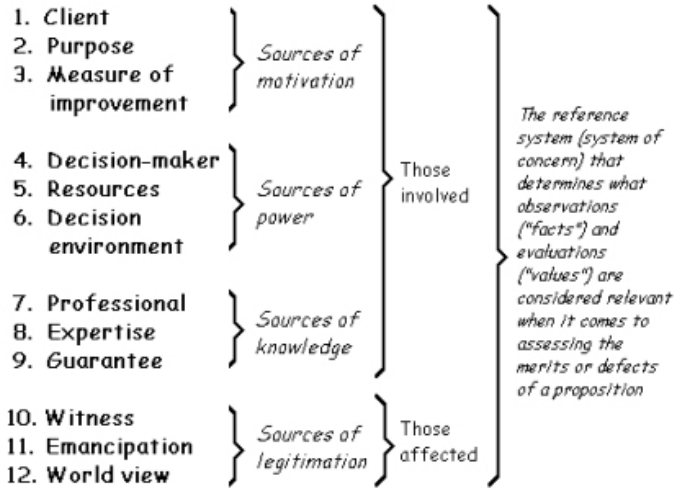 1. Client
2. Purpose
3. Measure of
improvement
Sources of
motivation
4. Decision-maker
5. Resources
6. Decision
environment
Sources of
power
7. Professional
8. Expertise
9. Guarantee
Sources of
knowledge
Those
involved
10. Witness
11. Emancipation
12. World view
Sources of
legitimation
Those
affected
The reference
system (system of
concern) that
determines what
observations
("facts") and
evaluations
("values") are
considered relevant
when it comes to
assessing the
merits or defects
of a proposition